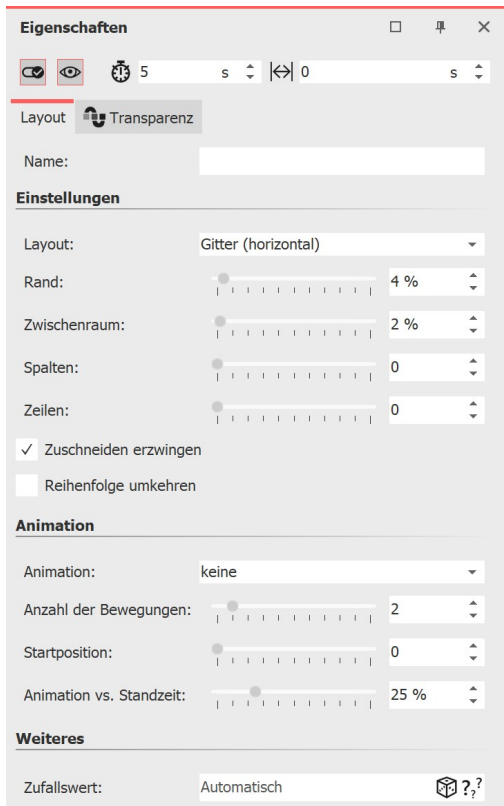 Eigenschaften
5 s 0 s
Layout Transparenz
Name:
Einstellungen
Layout: Gitter (horizontal)
Rand: 4 %
Zwischenraum: 2 %
Spalten: 0
Zeilen: 0
Zuschneiden erzwingen
Reihenfolge umkehren
Animation
Animation: keine
Anzahl der Bewegungen: 2
Startposition: 0
Animation vs. Standzeit: 25 %
Weiteres
Zufallswert: Automatisch ???